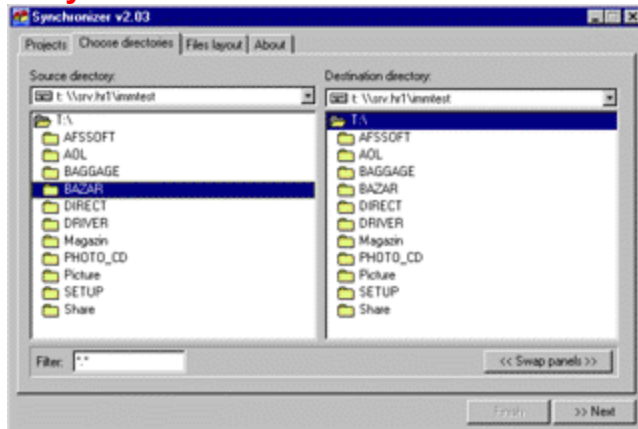 Synchronizer v2.03
Projects Choose directories Files layout About
Source directory:
t: \\srv.hr1\immtest
T:\
AFSSOFT
AOL
BAGGAGE
BAZAR
DIRECT
DRIVER
Magazin
PHOTO_CD
Picture
SETUP
Share
Destination directory:
t: \\srv.hr1\immtest
T:\
AFSSOFT
AOL
BAGGAGE
BAZAR
DIRECT
DRIVER
Magazin
PHOTO_CD
Picture
SETUP
Share
Filter: *.*
<< Swap panels >>
Finish >> Next